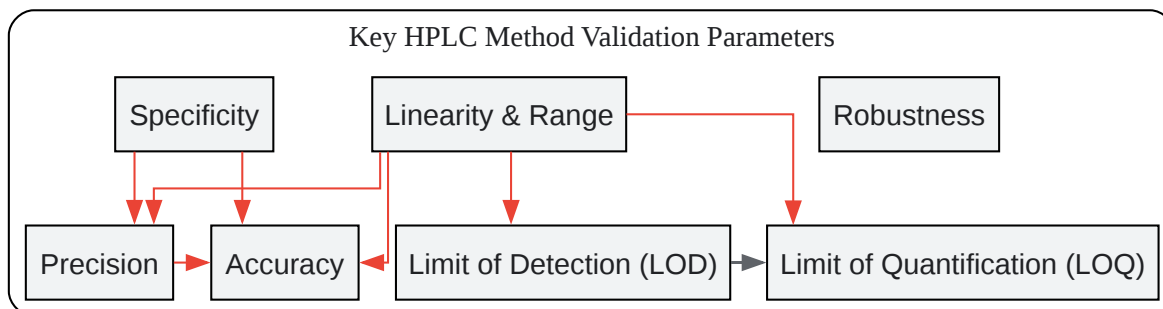 Key HPLC Method Validation Parameters
Specificity
Linearity & Range
Robustness
Precision
Accuracy
Limit of Detection (LOD)
Limit of Quantification (LOQ)